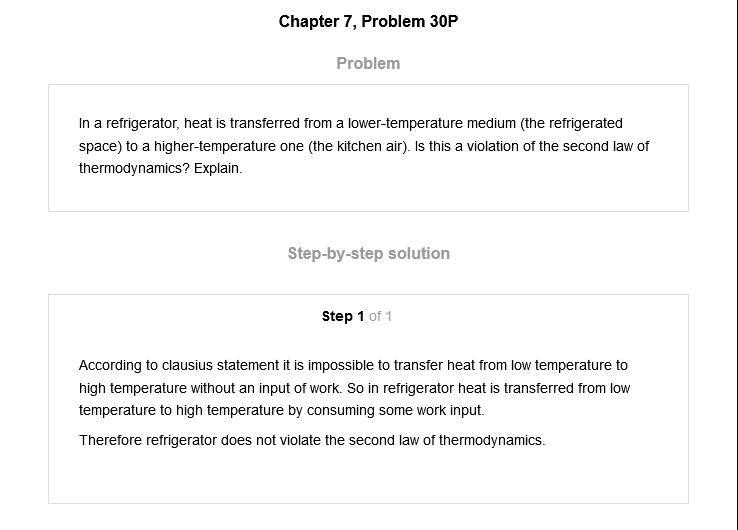 Chapter 7, Problem 30P
Problem
In a refrigerator, heat is transferred from a lower-temperature medium (the refrigerated
space) to a higher-temperature one (the kitchen air). Is this a violation of the second law of
thermodynamics? Explain.
Step-by-step solution
Step 1 of 1
According to clausius statement it is impossible to transfer heat from low temperature to
high temperature without an input of work. So in refrigerator heat is transferred from low
temperature to high temperature by consuming some work input.
Therefore refrigerator does not violate the second law of thermodynamics.